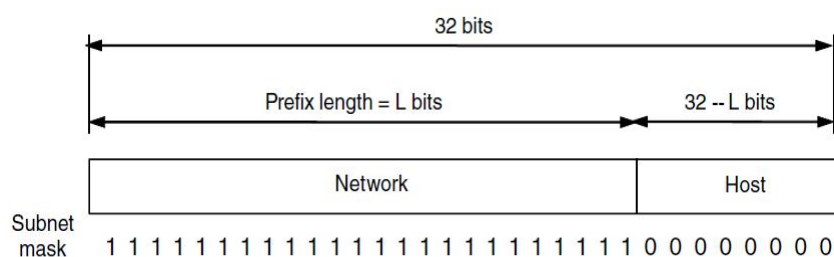 32 bits
Prefix length = L bits 32 -- L bits
Network Host
Subnet
mask 1 1 1 1 1 1 1 1 1 1 1 1 1 1 1 1 1 1 1 1 1 1 1 1 0 0 0 0 0 0 0 0